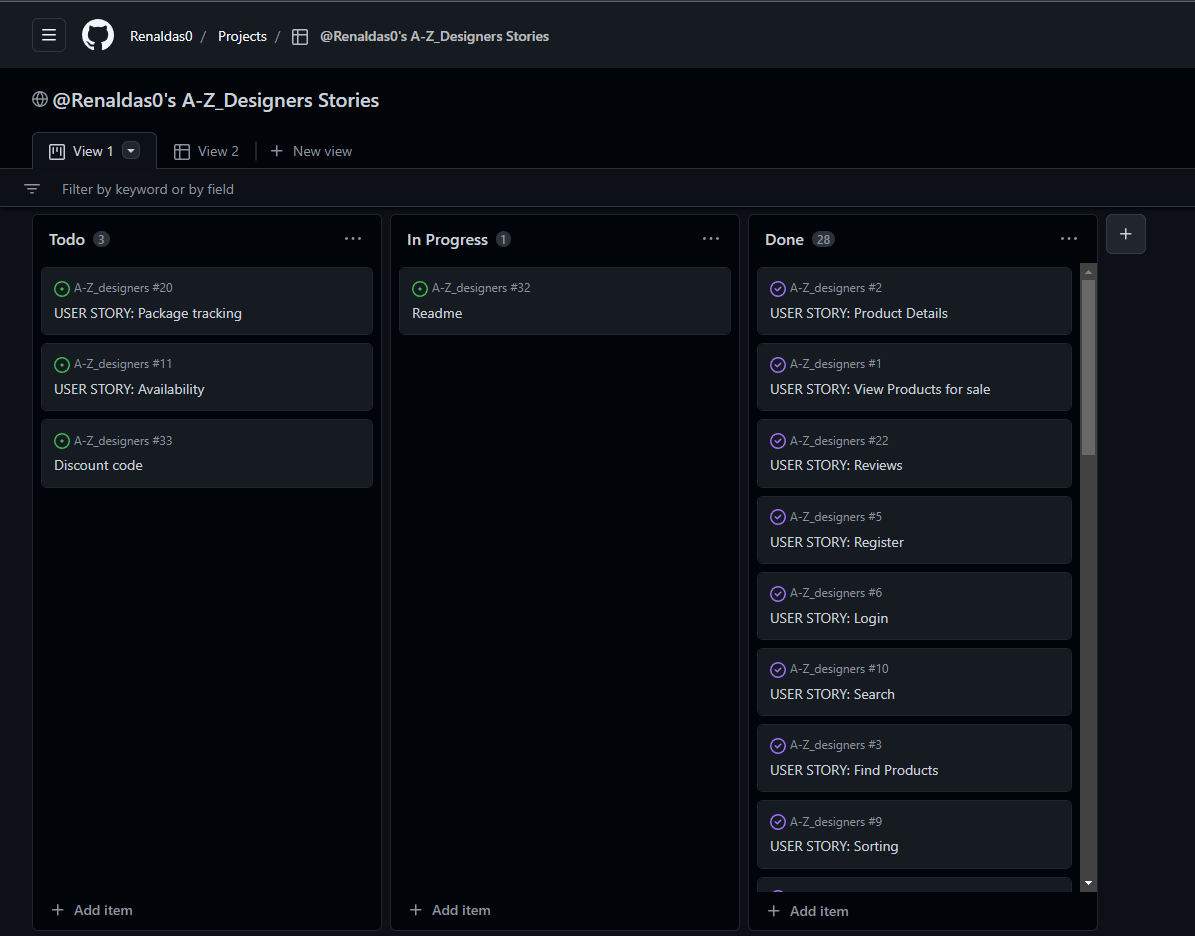 Renaldas0 / Projects / @Renaldas0's A-Z_Designers Stories
@Renaldas0's A-Z_Designers Stories
View 1
View 2
New view
Filter by keyword or by field
Todo 3
A-Z_designers #20
USER STORY: Package tracking
A-Z_designers #11
USER STORY: Availability
A-Z_designers #33
Discount code
Add item
In Progress 1
A-Z_designers #32
Readme
Add item
Done 28
A-Z_designers #2
USER STORY: Product Details
A-Z_designers #1
USER STORY: View Products for sale
A-Z_designers #22
USER STORY: Reviews
A-Z_designers #5
USER STORY: Register
A-Z_designers #6
USER STORY: Login
A-Z_designers #10
USER STORY: Search
A-Z_designers #3
USER STORY: Find Products
A-Z_designers #9
USER STORY: Sorting
Add item